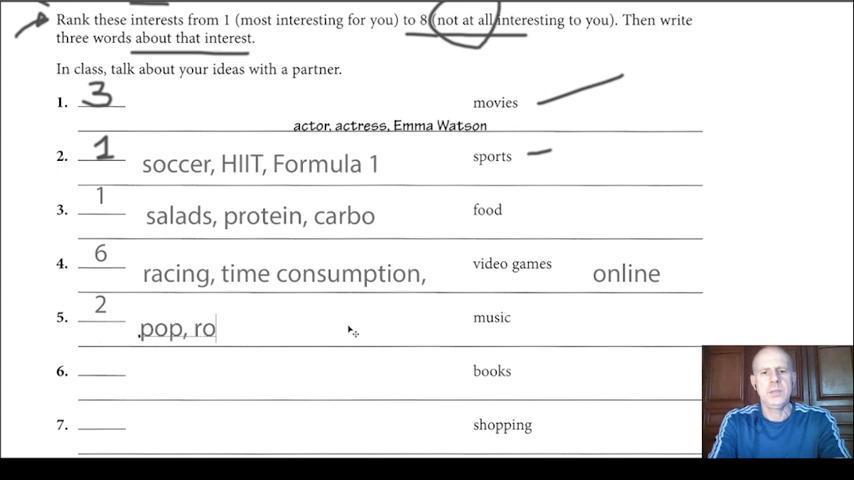 Rank these interests from 1 (most interesting for you) to 8 (not at all interesting to you). Then write
three words about that interest.
In class, talk about your ideas with a partner.
1. 3 movies
actor, actress, Emma Watson
2. 1 soccer, HIIT, Formula 1 sports
3. 1 salads, protein, carbo food
4. 6 racing, time consumption, video games online
5. 2 pop, ro music
6. books
7. shopping